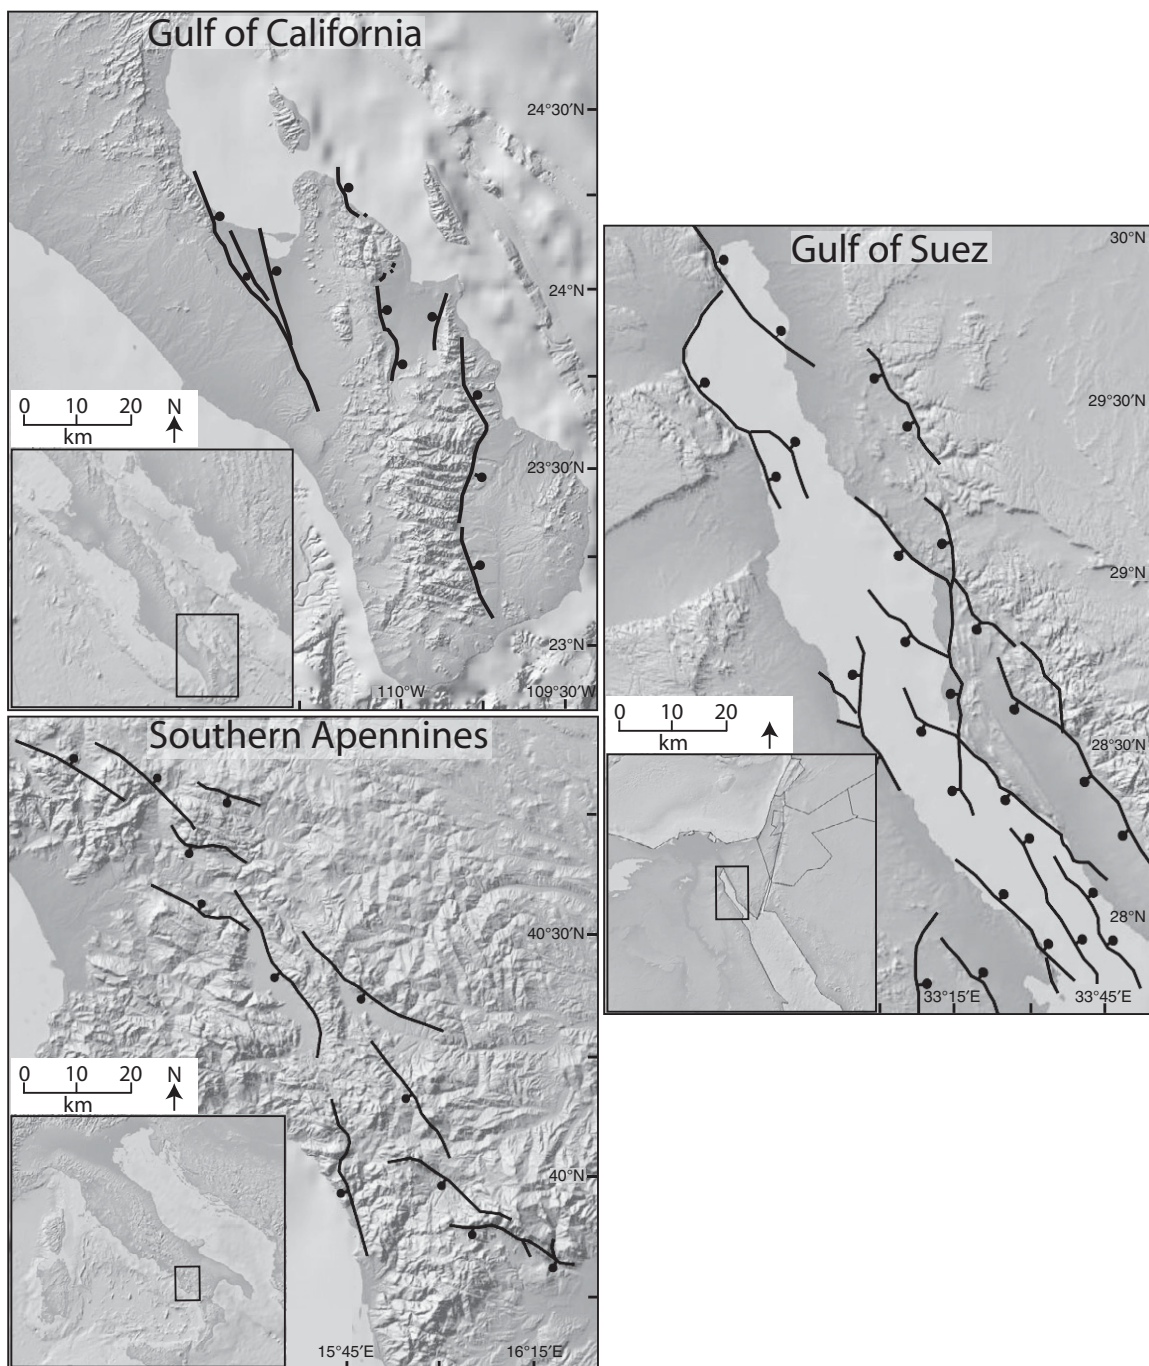 Gulf of California
24°30′N
24°N
0 10 20 N
km
23°30′N
23°N
110°W
109°30′W
Gulf of Suez
30°N
29°30′N
29°N
0 10 20
km
28°30′N
28°N
33°15′E
33°45′E
Southern Apennines
40°30′N
0 10 20 N
km
40°N
15°45′E
16°15′E